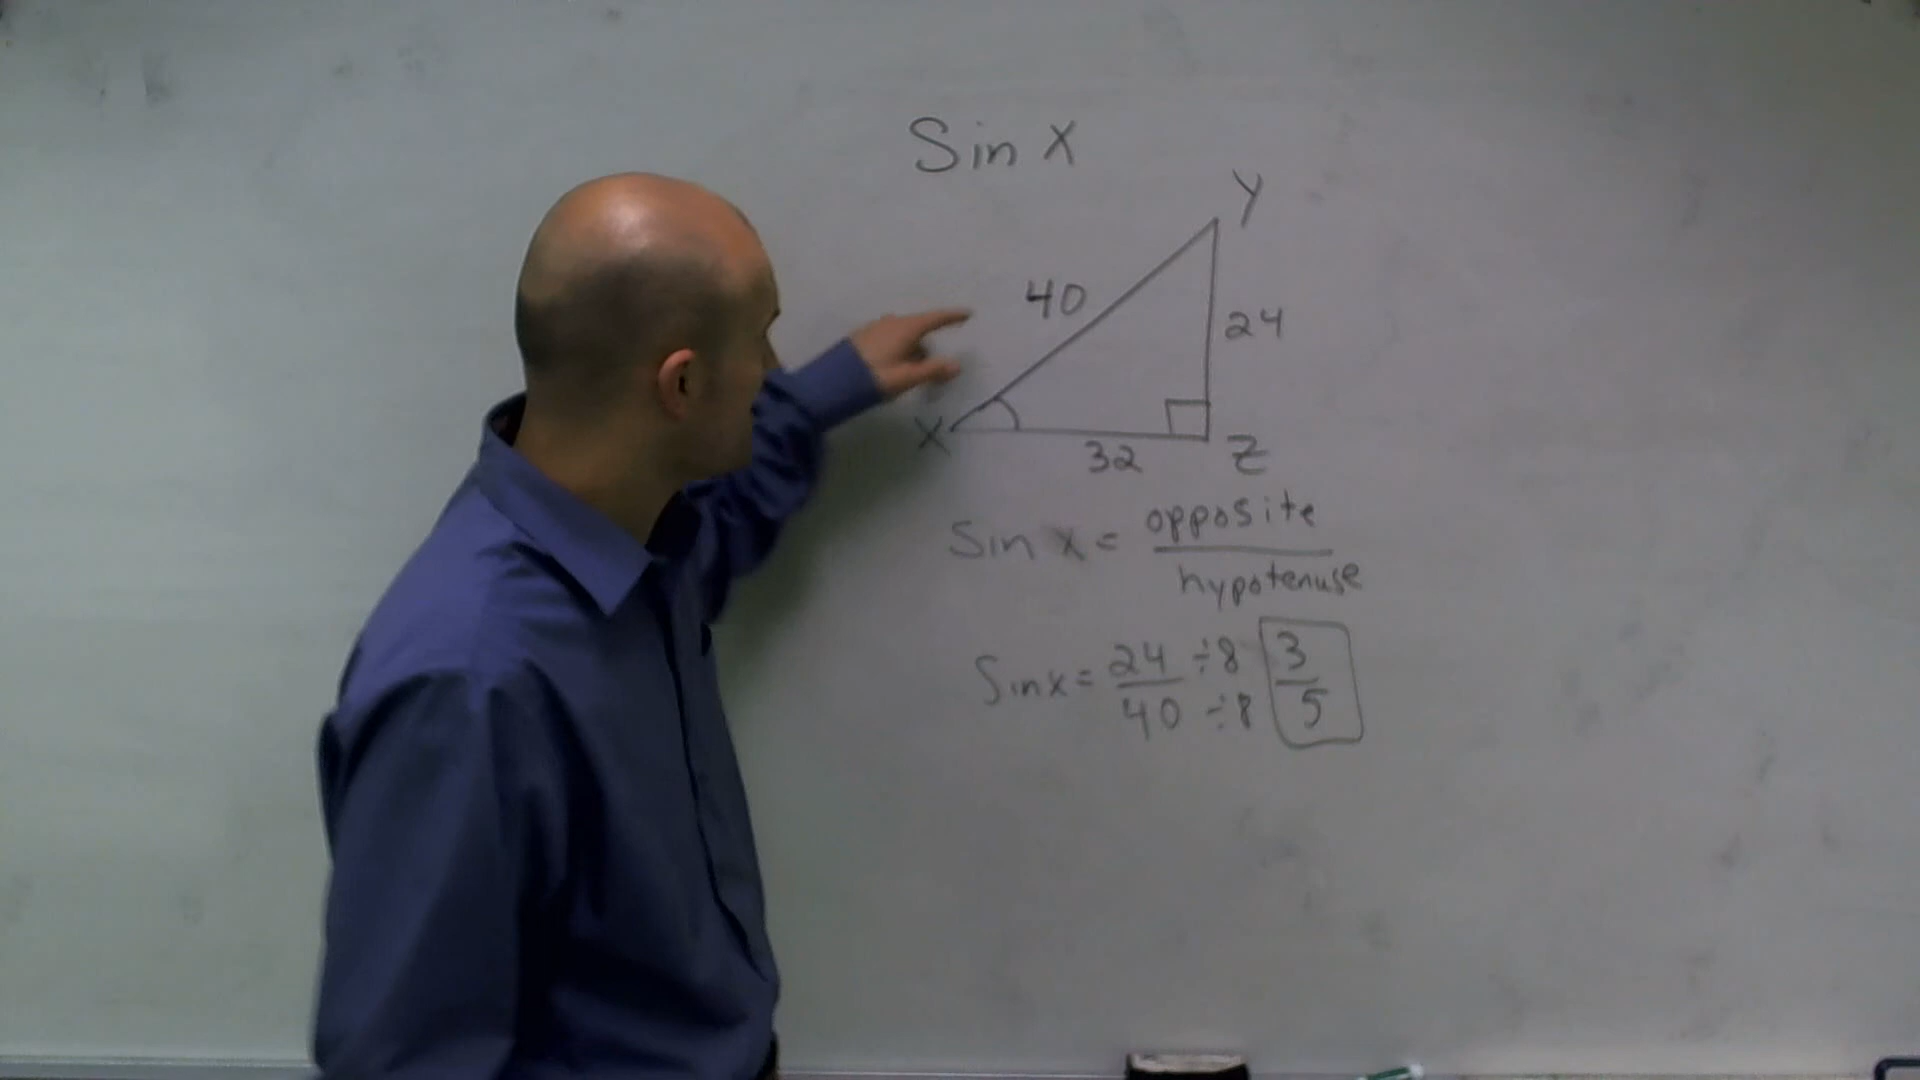 Sin X
Y
40
24
X
32
Z
Sin x = opposite
hypotenuse
Sin x = 24 ÷8 3
40 ÷8 5